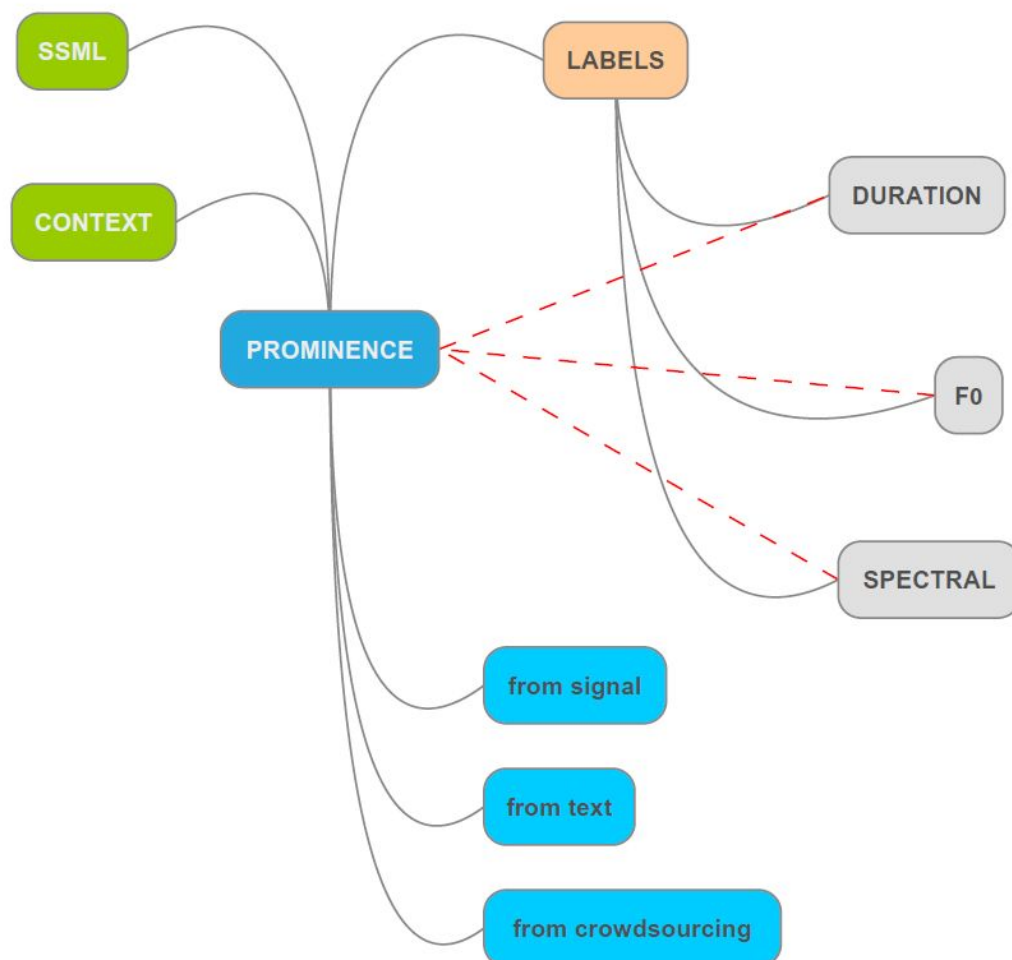 SSML
LABELS
DURATION
CONTEXT
PROMINENCE
F0
SPECTRAL
from signal
from text
from crowdsourcing